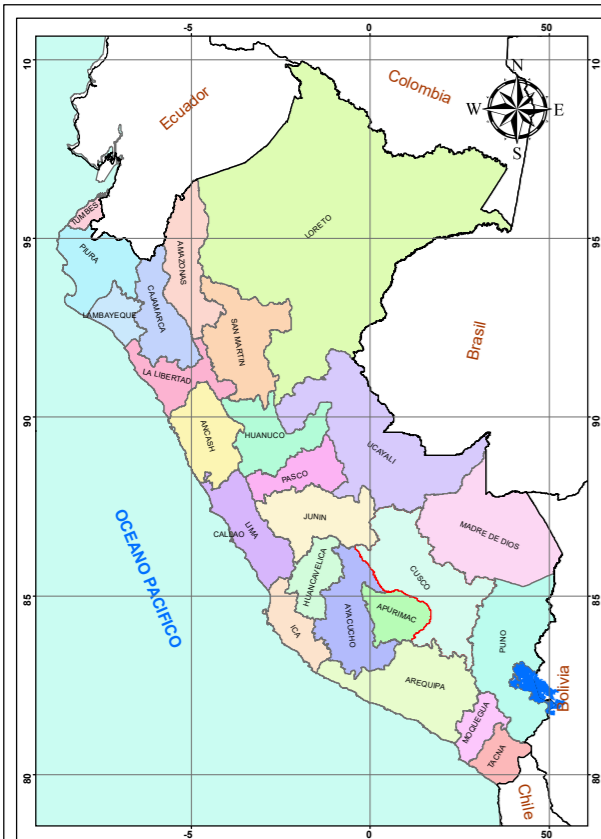 -5
0
50
10
10
95
95
90
90
85
85
80
80
-5
0
50
N
W
E
S
Ecuador
Colombia
Brasil
Bolivia
Chile
OCEANO PACIFICO
TUMBES
PIURA
LAMBAYEQUE
CAJAMARCA
AMAZONAS
LORETO
SAN MARTIN
LA LIBERTAD
ANCASH
HUANUCO
UCAYALI
PASCO
JUNIN
LIMA
CALLAO
HUANCAVELICA
MADRE DE DIOS
CUSCO
APURIMAC
AYACUCHO
ICA
PUNO
AREQUIPA
MOQUEGUA
TACNA